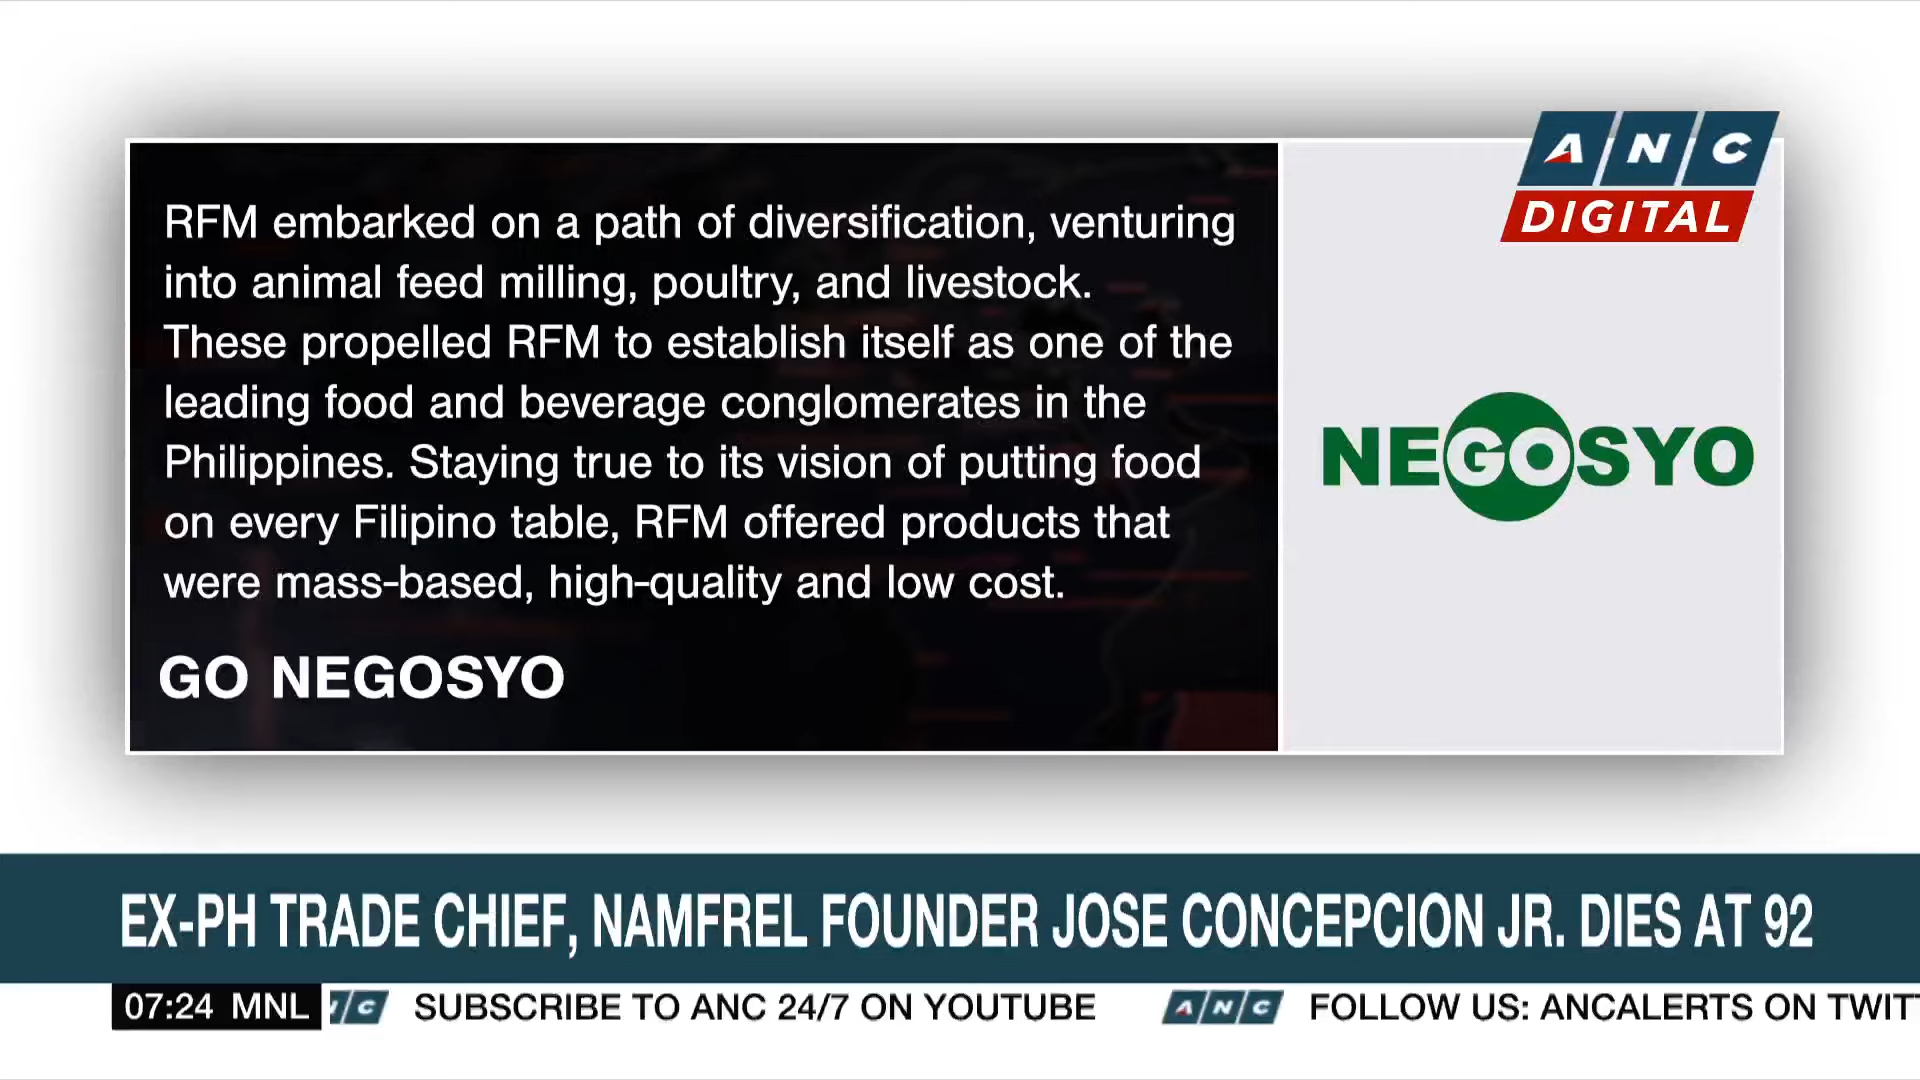 ANC
DIGITAL
RFM embarked on a path of diversification, venturing
into animal feed milling, poultry, and livestock.
These propelled RFM to establish itself as one of the
leading food and beverage conglomerates in the
Philippines. Staying true to its vision of putting food
on every Filipino table, RFM offered products that
were mass-based, high-quality and low cost.
GO NEGOSYO
NEGOSYO
EX-PH TRADE CHIEF, NAMFREL FOUNDER JOSE CONCEPCION JR. DIES AT 92
07:24 MNL C SUBSCRIBE TO ANC 24/7 ON YOUTUBE ANC FOLLOW US: ANCALERTS ON TWIT